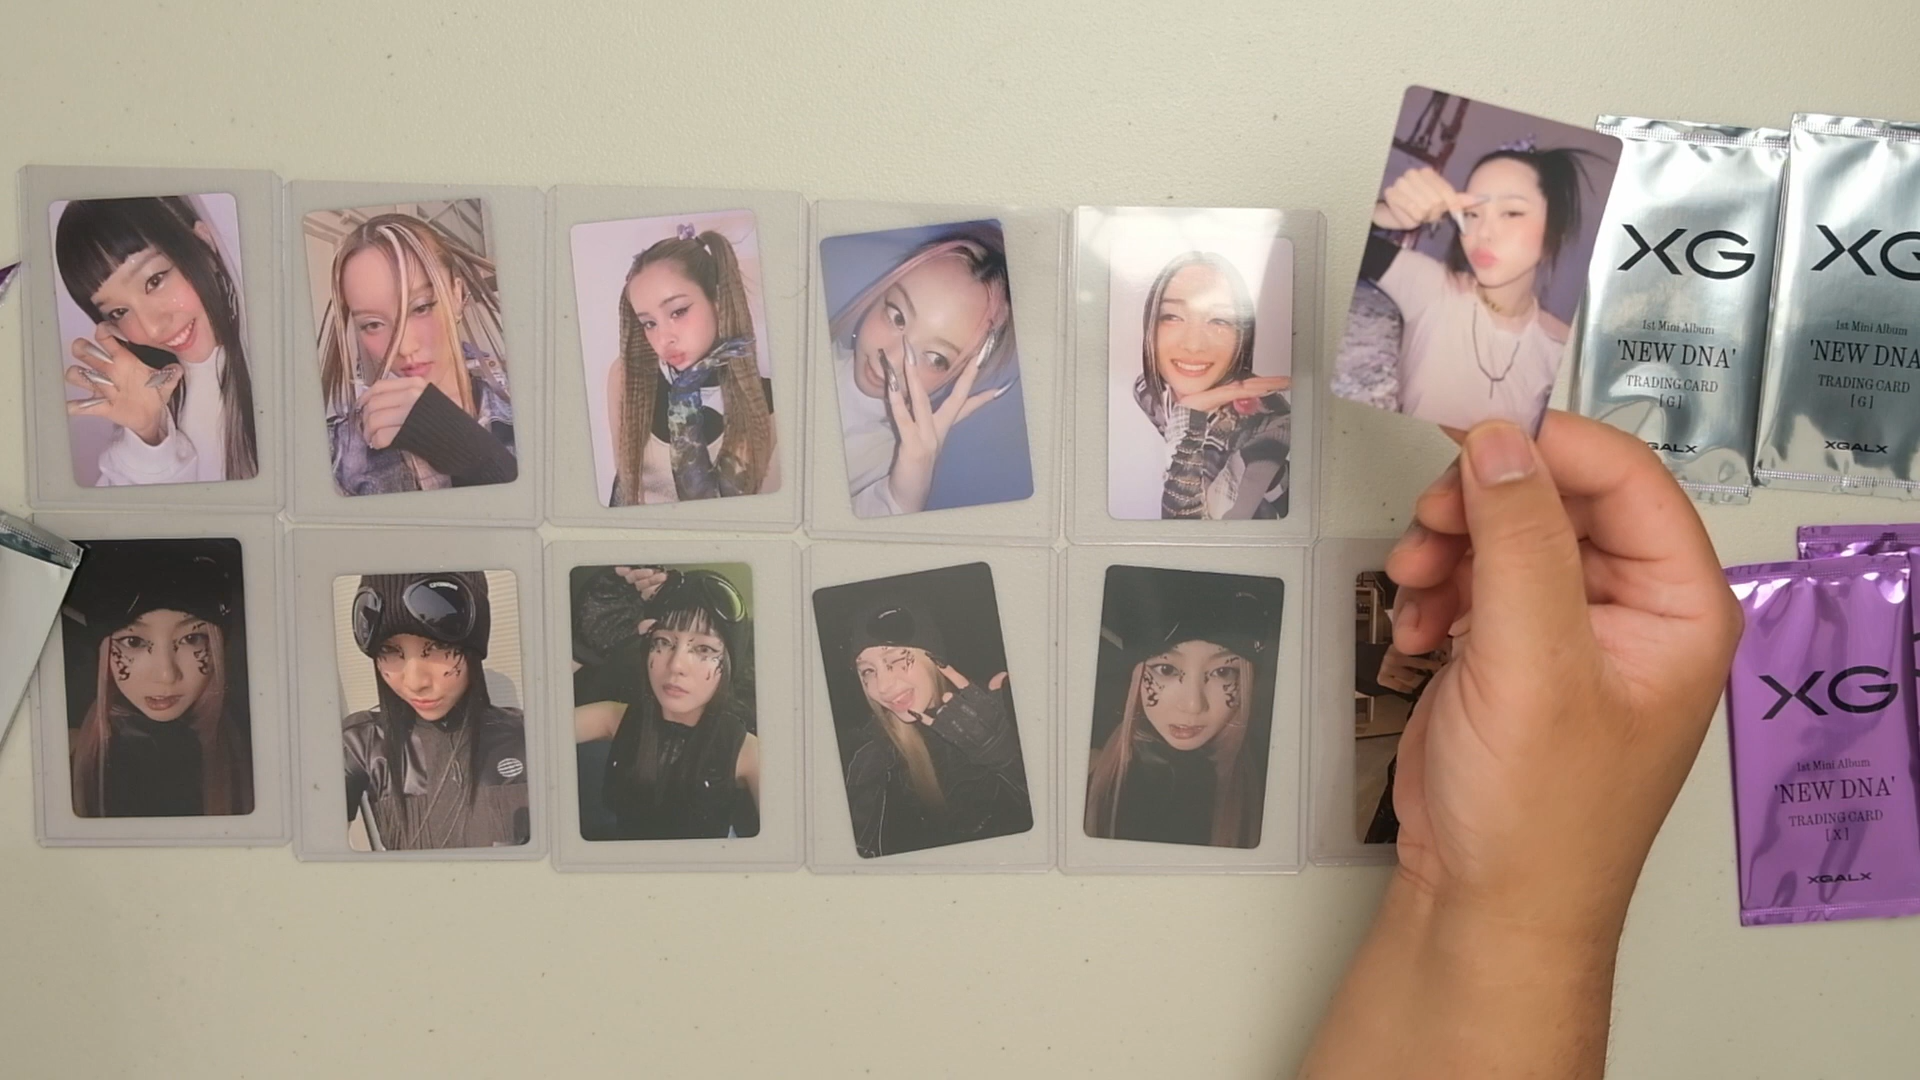 XG
1st Mini Album
'NEW DNA'
TRADING CARD
[G]
XGALX
XG
1st Mini Album
'NEW DNA
TRADING CARD
[G]
XGALX
XG
1st Mini Album
'NEW DNA'
TRADING CARD
[X]
XGALX